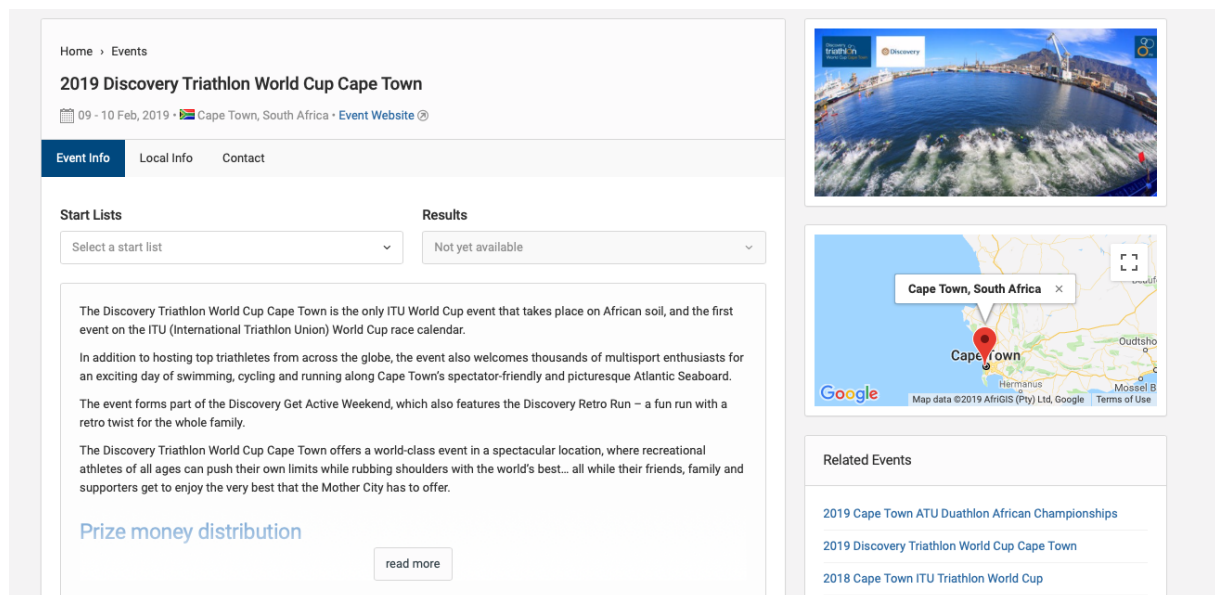 Home › Events
2019 Discovery Triathlon World Cup Cape Town
09 - 10 Feb, 2019 • Cape Town, South Africa • Event Website
Event Info Local Info Contact
Start Lists Results
Select a start list Not yet available
The Discovery Triathlon World Cup Cape Town is the only ITU World Cup event that takes place on African soil, and the first
event on the ITU (International Triathlon Union) World Cup race calendar.
In addition to hosting top triathletes from across the globe, the event also welcomes thousands of multisport enthusiasts for
an exciting day of swimming, cycling and running along Cape Town's spectator-friendly and picturesque Atlantic Seaboard.
The event forms part of the Discovery Get Active Weekend, which also features the Discovery Retro Run – a fun run with a
retro twist for the whole family.
The Discovery Triathlon World Cup Cape Town offers a world-class event in a spectacular location, where recreational
athletes of all ages can push their own limits while rubbing shoulders with the world's best… all while their friends, family and
supporters get to enjoy the very best that the Mother City has to offer.
Prize money distribution
read more
Discovery
triathlon
World Cup Cape Town
Discovery
Cape Town, South Africa ×
Oudtsho
Cape Town
Hermanus
Mossel B
Google
Map data ©2019 AfriGIS (Pty) Ltd, Google Terms of Use
Related Events
2019 Cape Town ATU Duathlon African Championships
2019 Discovery Triathlon World Cup Cape Town
2018 Cape Town ITU Triathlon World Cup